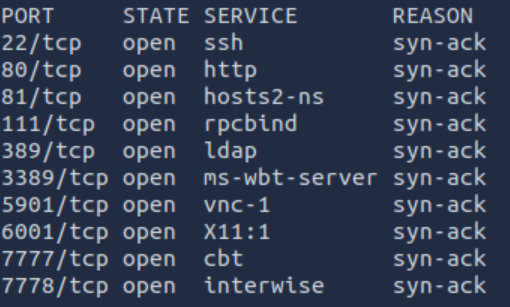 PORT STATE SERVICE REASON
22/tcp open ssh syn-ack
80/tcp open http syn-ack
81/tcp open hosts2-ns syn-ack
111/tcp open rpcbind syn-ack
389/tcp open ldap syn-ack
3389/tcp open ms-wbt-server syn-ack
5901/tcp open vnc-1 syn-ack
6001/tcp open X11:1 syn-ack
7777/tcp open cbt syn-ack
7778/tcp open interwise syn-ack